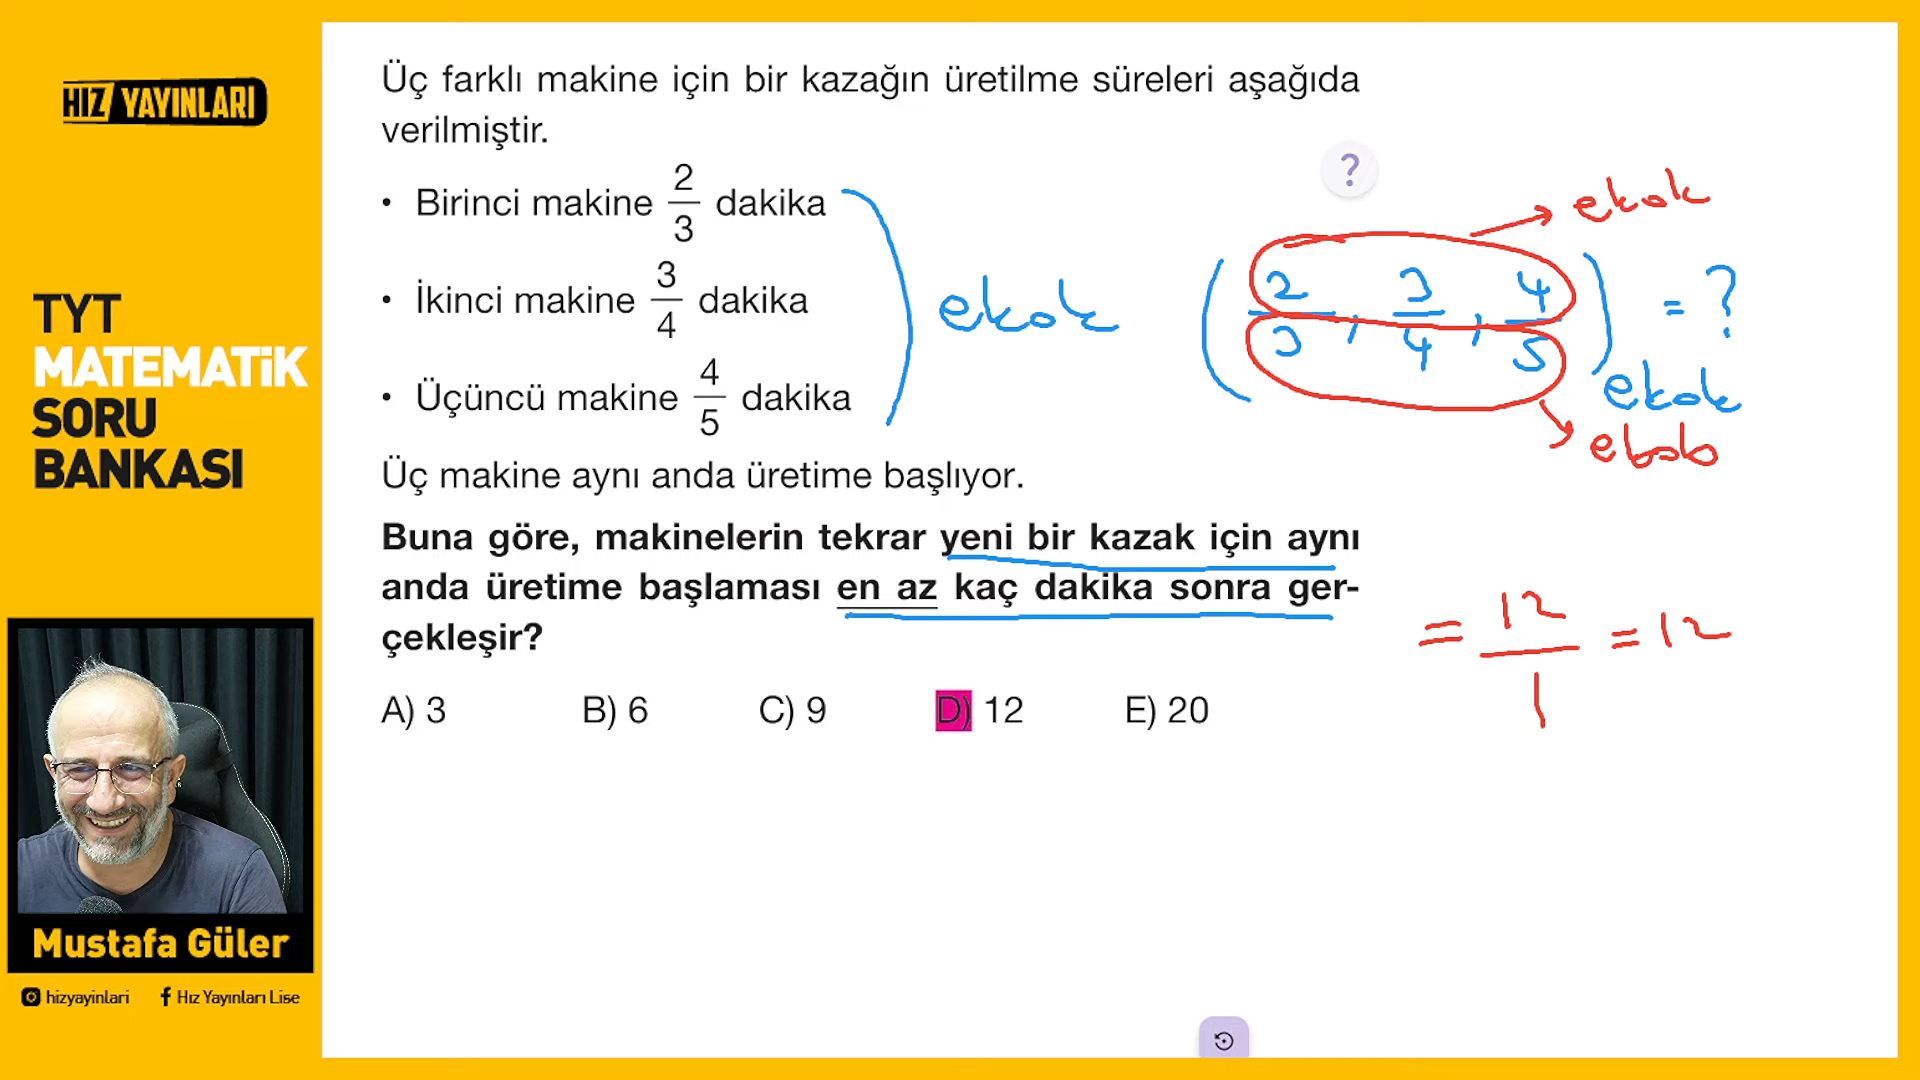 HIZ YAYINLARI
TYT
MATEMATİK
SORU
BANKASI
Mustafa Güler
hizyayinlari
Hız Yayınları Lise
Üç farklı makine için bir kazağın üretilme süreleri aşağıda
verilmiştir.
• Birinci makine 2/3 dakika
• İkinci makine 3/4 dakika
• Üçüncü makine 4/5 dakika
ekok
Üç makine aynı anda üretime başlıyor.
Buna göre, makinelerin tekrar yeni bir kazak için aynı
anda üretime başlaması en az kaç dakika sonra ger-
çekleşir?
A) 3 B) 6 C) 9 D) 12 E) 20
?
ekok
(2/3, 3/4, 4/5) = ?
ekok
ebob
= 12/1 = 12